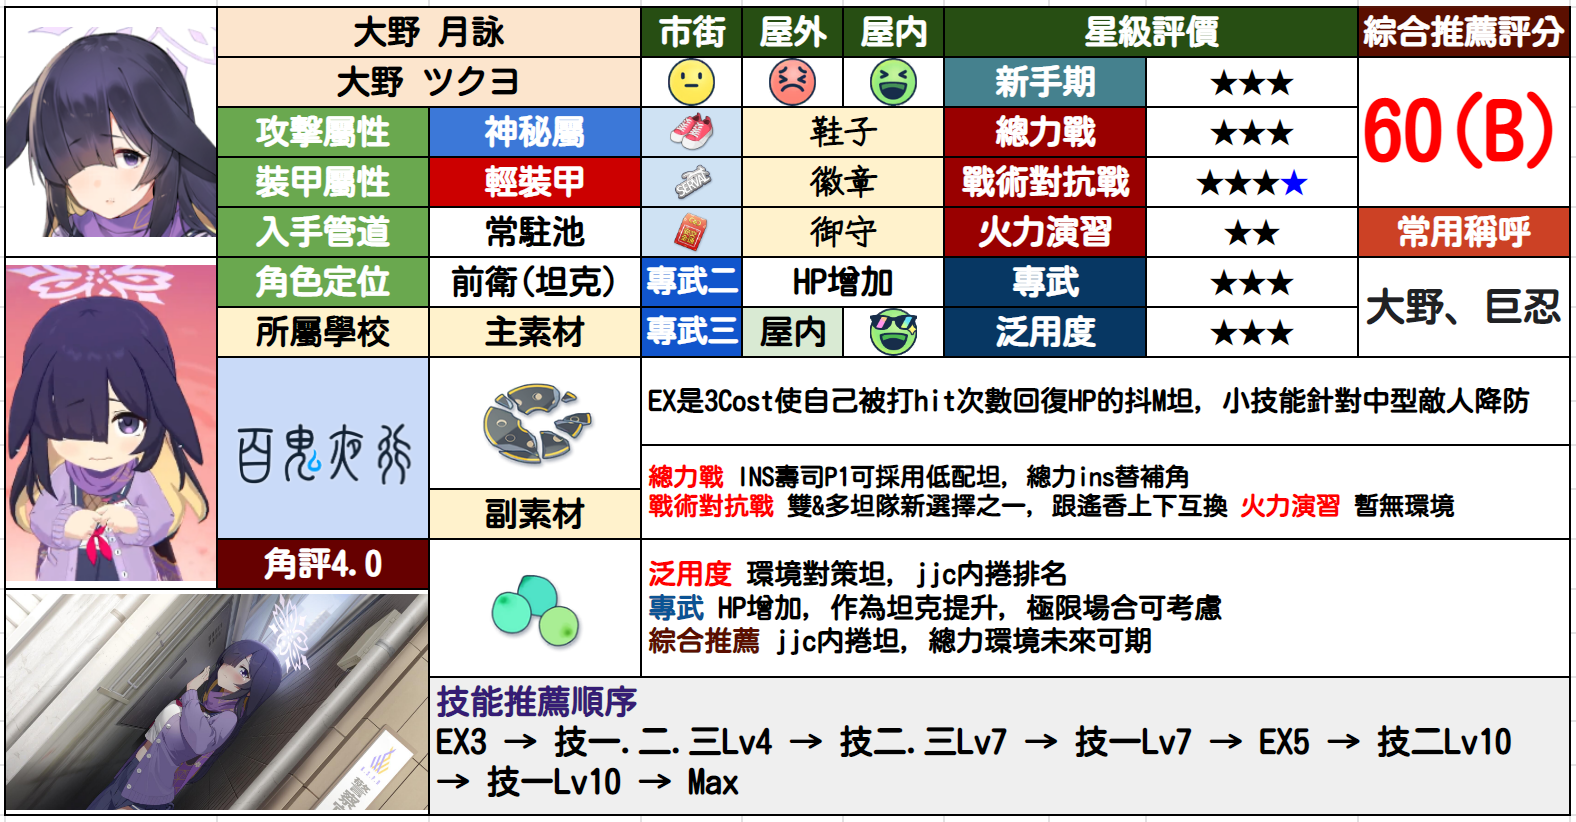 大野 月詠
市街
屋外
屋内
星級評價
綜合推薦評分
大野 ツクヨ
新手期
★★★
60(B)
攻擊屬性
神秘屬
鞋子
總力戰
★★★
裝甲屬性
輕裝甲
SERVAL
徽章
戰術對抗戰
★★★★
入手管道
常駐池
御守
火力演習
★★
常用稱呼
角色定位
前衛(坦克)
專武二
HP增加
專武
★★★
大野、巨忍
所屬學校
主素材
專武三
屋内
泛用度
★★★
百鬼夜行
EX是3Cost使自己被打hit次數回復HP的抖M坦, 小技能針對中型敵人降防
總力戰 INS壽司P1可採用低配坦, 總力ins替補角
戰術對抗戰 雙&多坦隊新選擇之一, 跟遙香上下互換 火力演習 暫無環境
副素材
角評4.0
泛用度 環境對策坦, jjc内捲排名
專武 HP增加, 作為坦克提升, 極限場合可考慮
綜合推薦 jjc内捲坦, 總力環境未來可期
技能推薦順序
EX3 → 技一.二.三Lv4 → 技二.三Lv7 → 技一Lv7 → EX5 → 技二Lv10
→ 技一Lv10 → Max